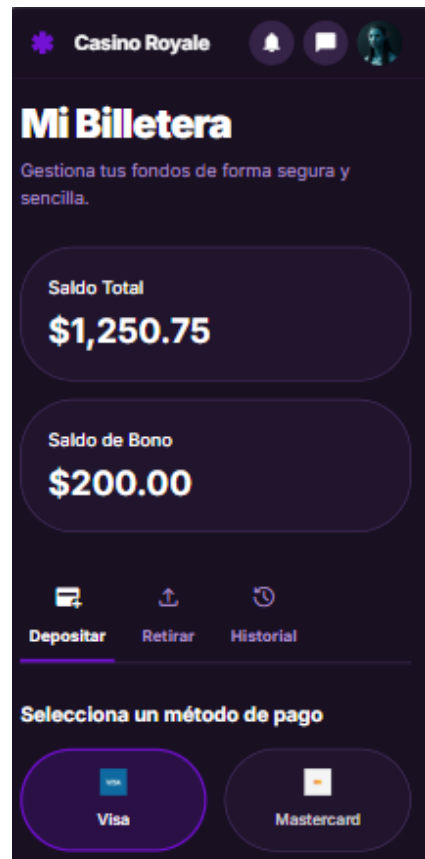 Casino Royale
Mi Billetera
Gestiona tus fondos de forma segura y
sencilla.
Saldo Total
$1,250.75
Saldo de Bono
$200.00
Depositar Retirar Historial
Selecciona un método de pago
VISA
Visa Mastercard